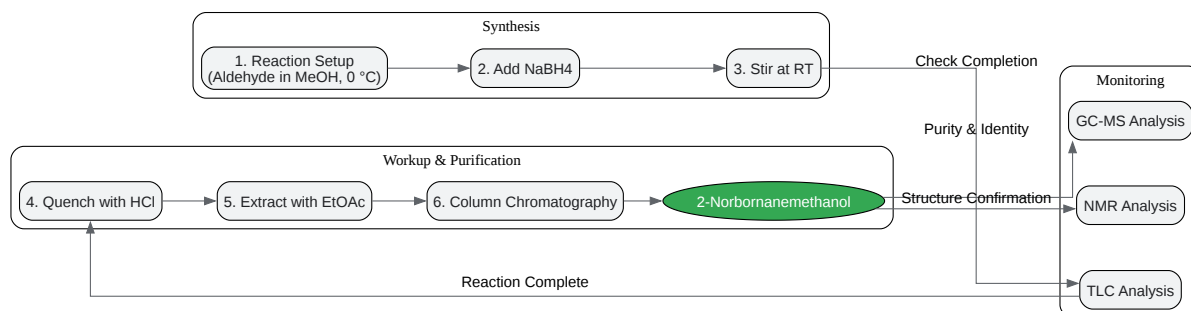 Synthesis
1. Reaction Setup
(Aldehyde in MeOH, 0 °C)
2. Add NaBH4
3. Stir at RT
Check Completion
Monitoring
GC-MS Analysis
Purity & Identity
Workup & Purification
4. Quench with HCl
5. Extract with EtOAc
6. Column Chromatography
2-Norbornanemethanol
Structure Confirmation
NMR Analysis
Reaction Complete
TLC Analysis